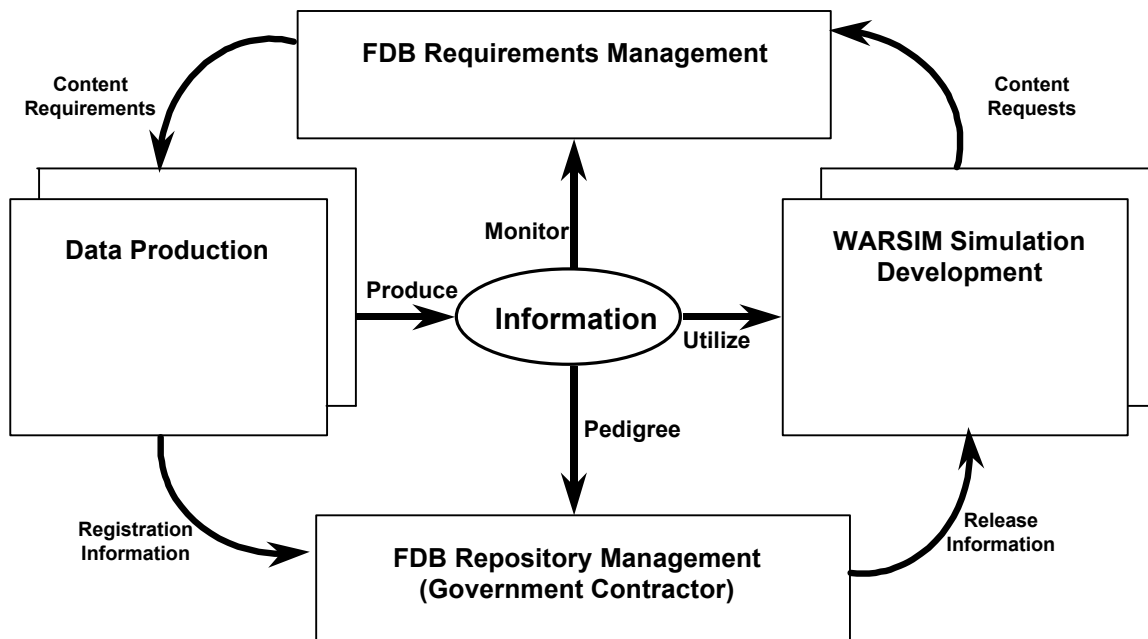 FDB Requirements Management
Content
Requirements
Content
Requests
Data Production
Monitor
WARSIM Simulation
Development
Produce
Information
Utilize
Pedigree
Registration
Information
FDB Repository Management
(Government Contractor)
Release
Information